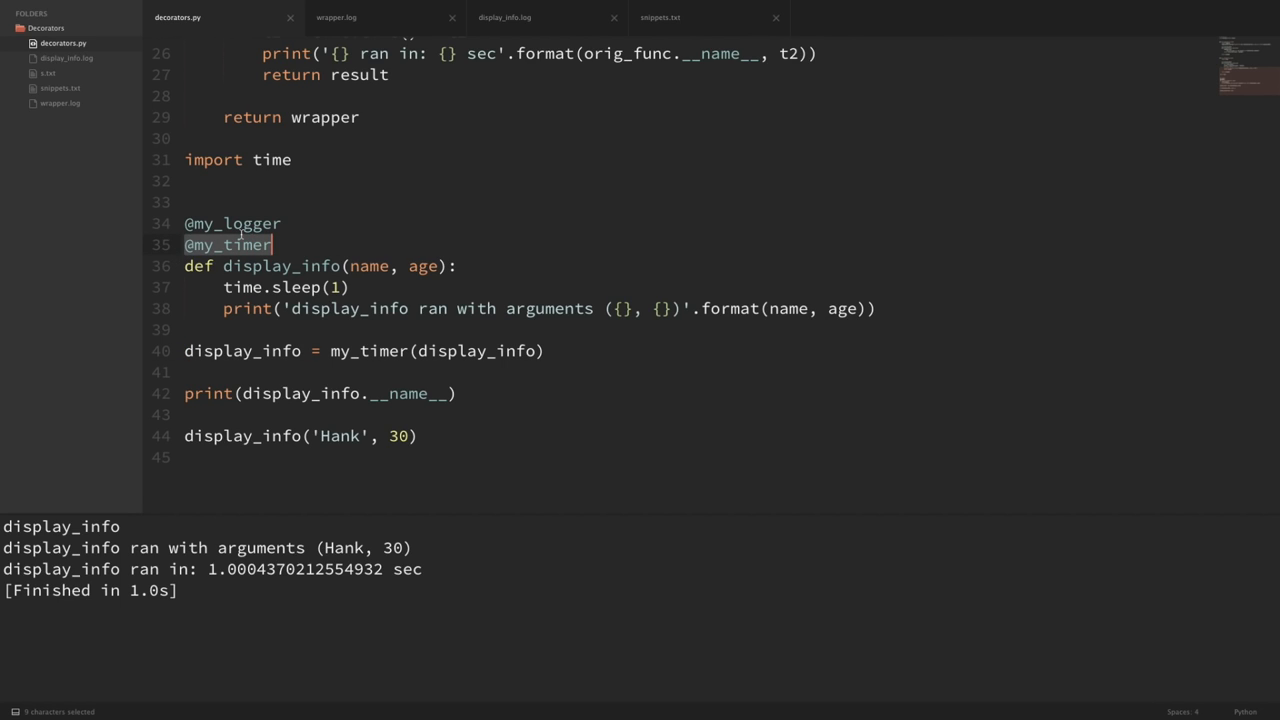 FOLDERS
Decorators
decorators.py
display_info.log
s.txt
snippets.txt
wrapper.log
decorators.py
wrapper.log
display_info.log
snippets.txt
26 print('{} ran in: {} sec'.format(orig_func.__name__, t2))
27 return result
28
29 return wrapper
30
31 import time
32
33
34 @my_logger
35 @my_timer
36 def display_info(name, age):
37 time.sleep(1)
38 print('display_info ran with arguments ({}, {})'.format(name, age))
39
40 display_info = my_timer(display_info)
41
42 print(display_info.__name__)
43
44 display_info('Hank', 30)
45
display_info
display_info ran with arguments (Hank, 30)
display_info ran in: 1.0004370212554932 sec
[Finished in 1.0s]
9 characters selected
Spaces: 4
Python